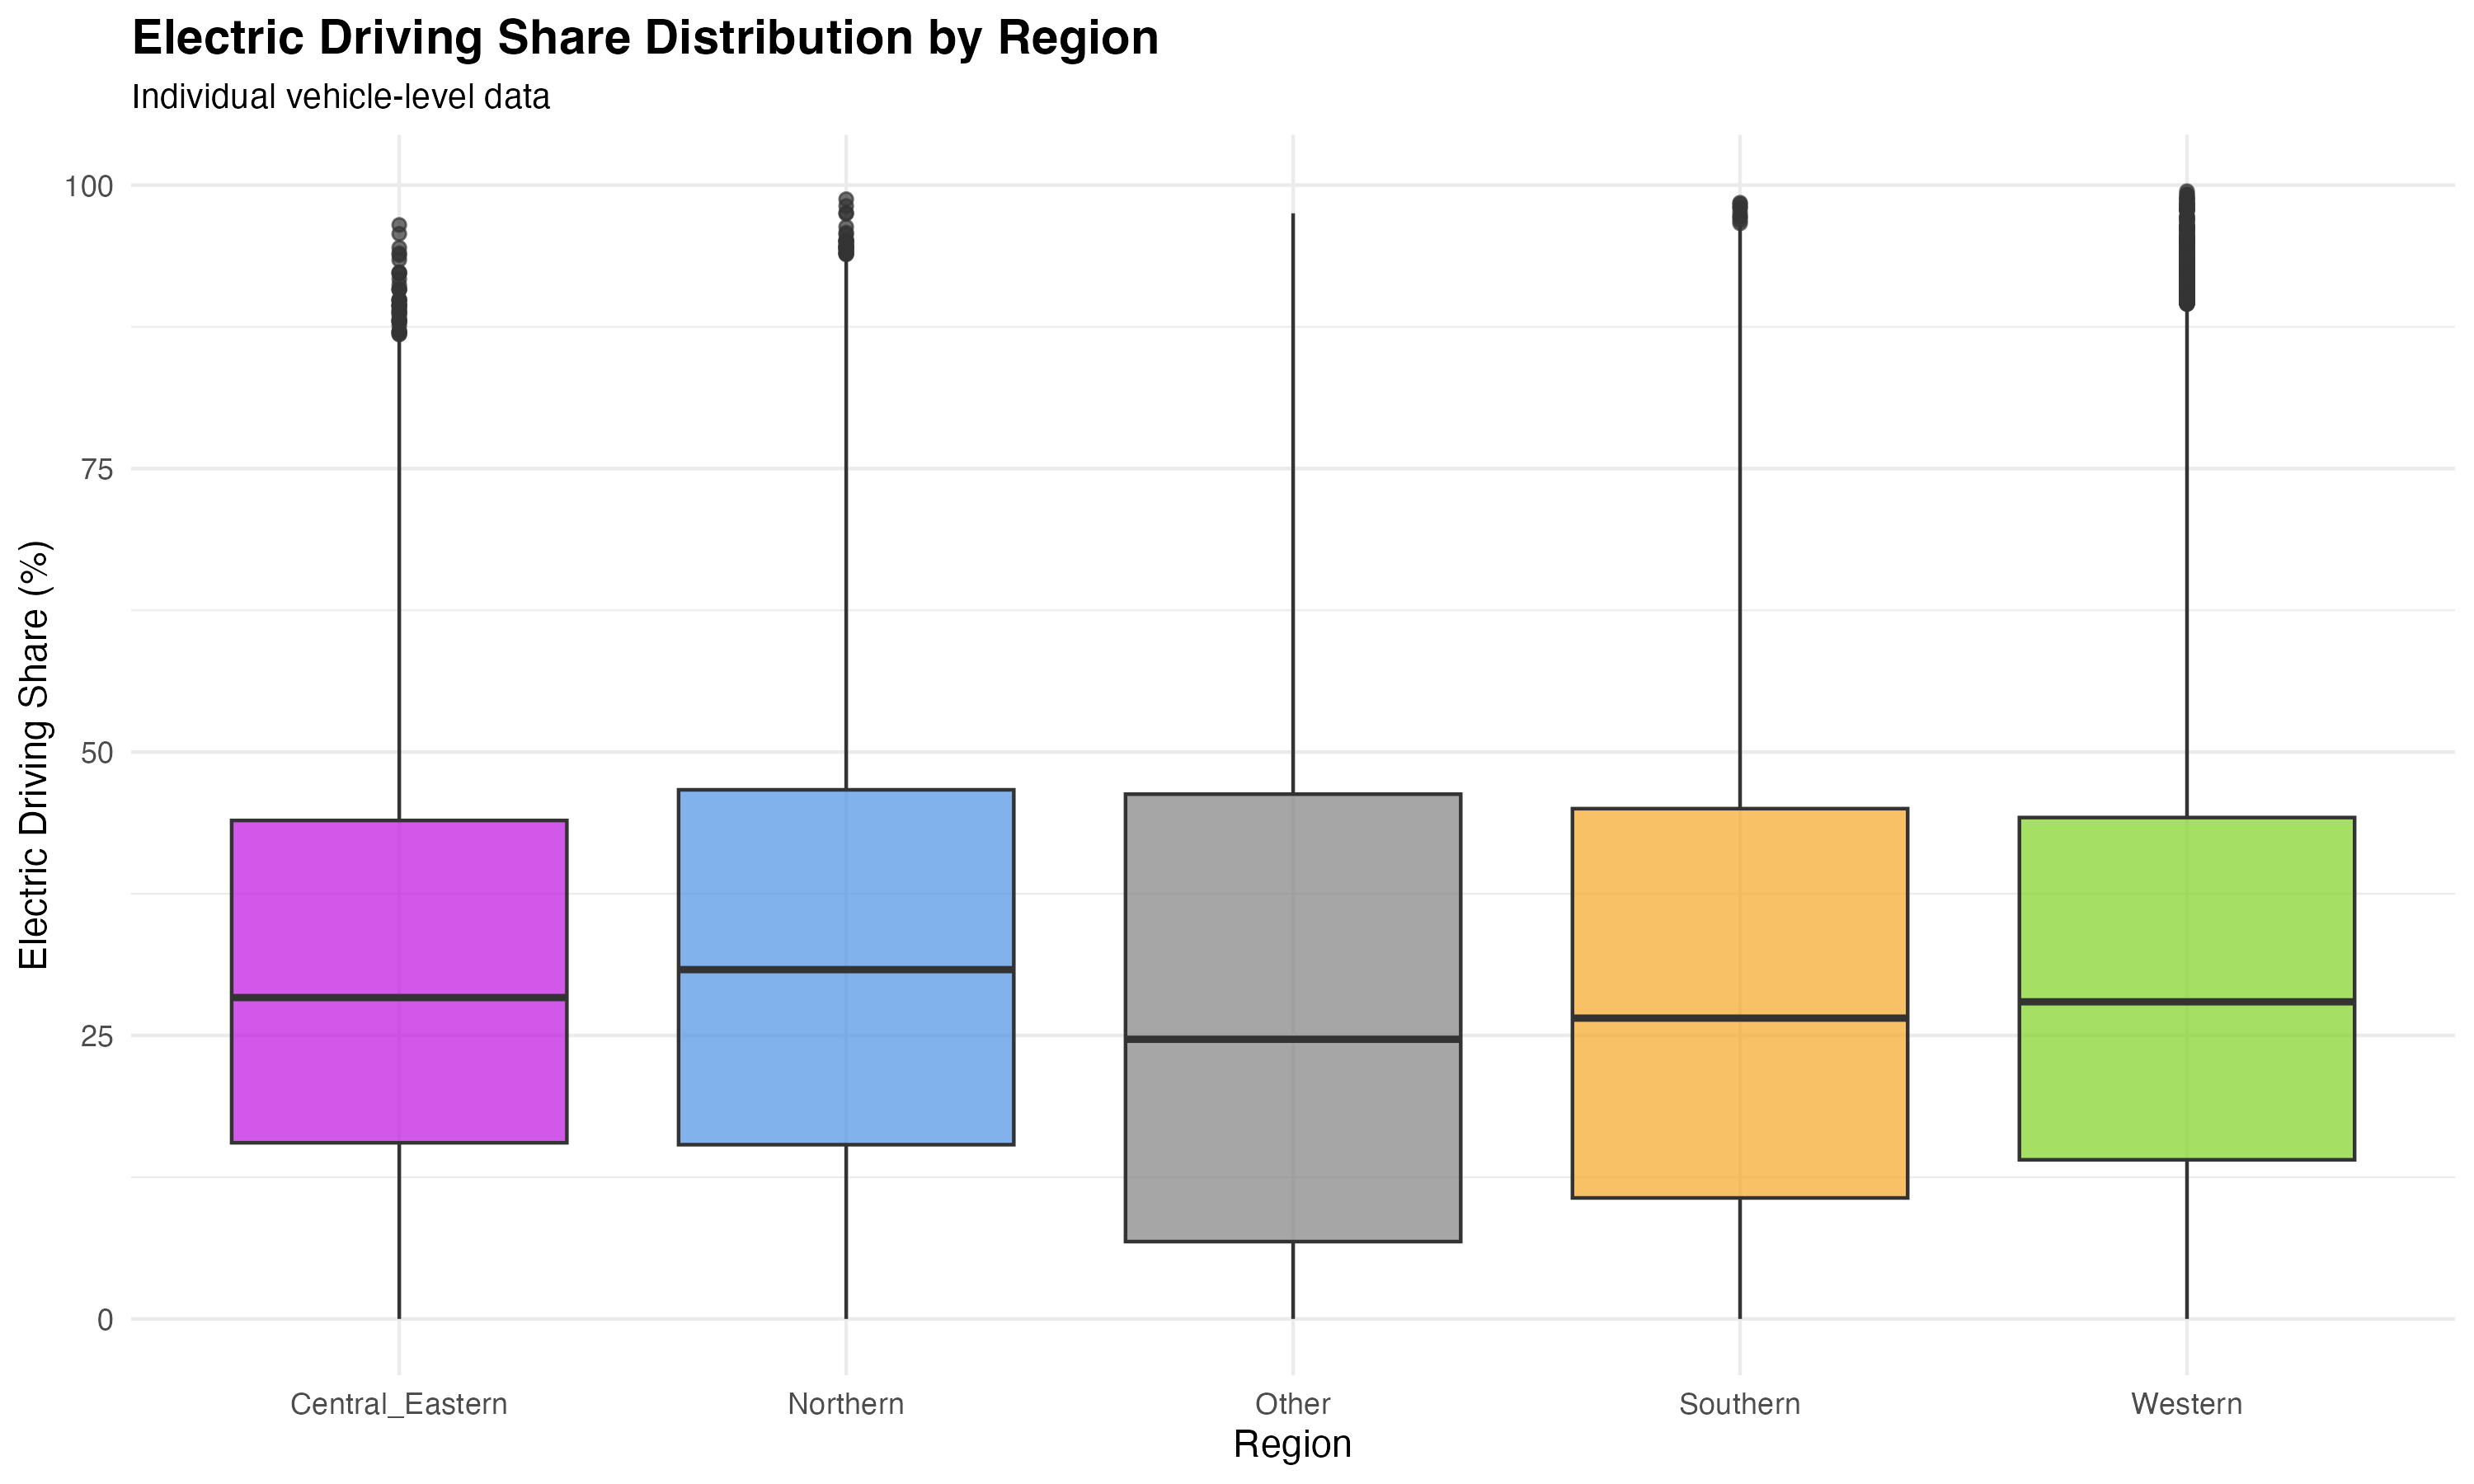 Electric Driving Share Distribution by Region
Individual vehicle-level data
Electric Driving Share (%)
100
75
50
25
0
Central_Eastern
Northern
Other
Southern
Western
Region